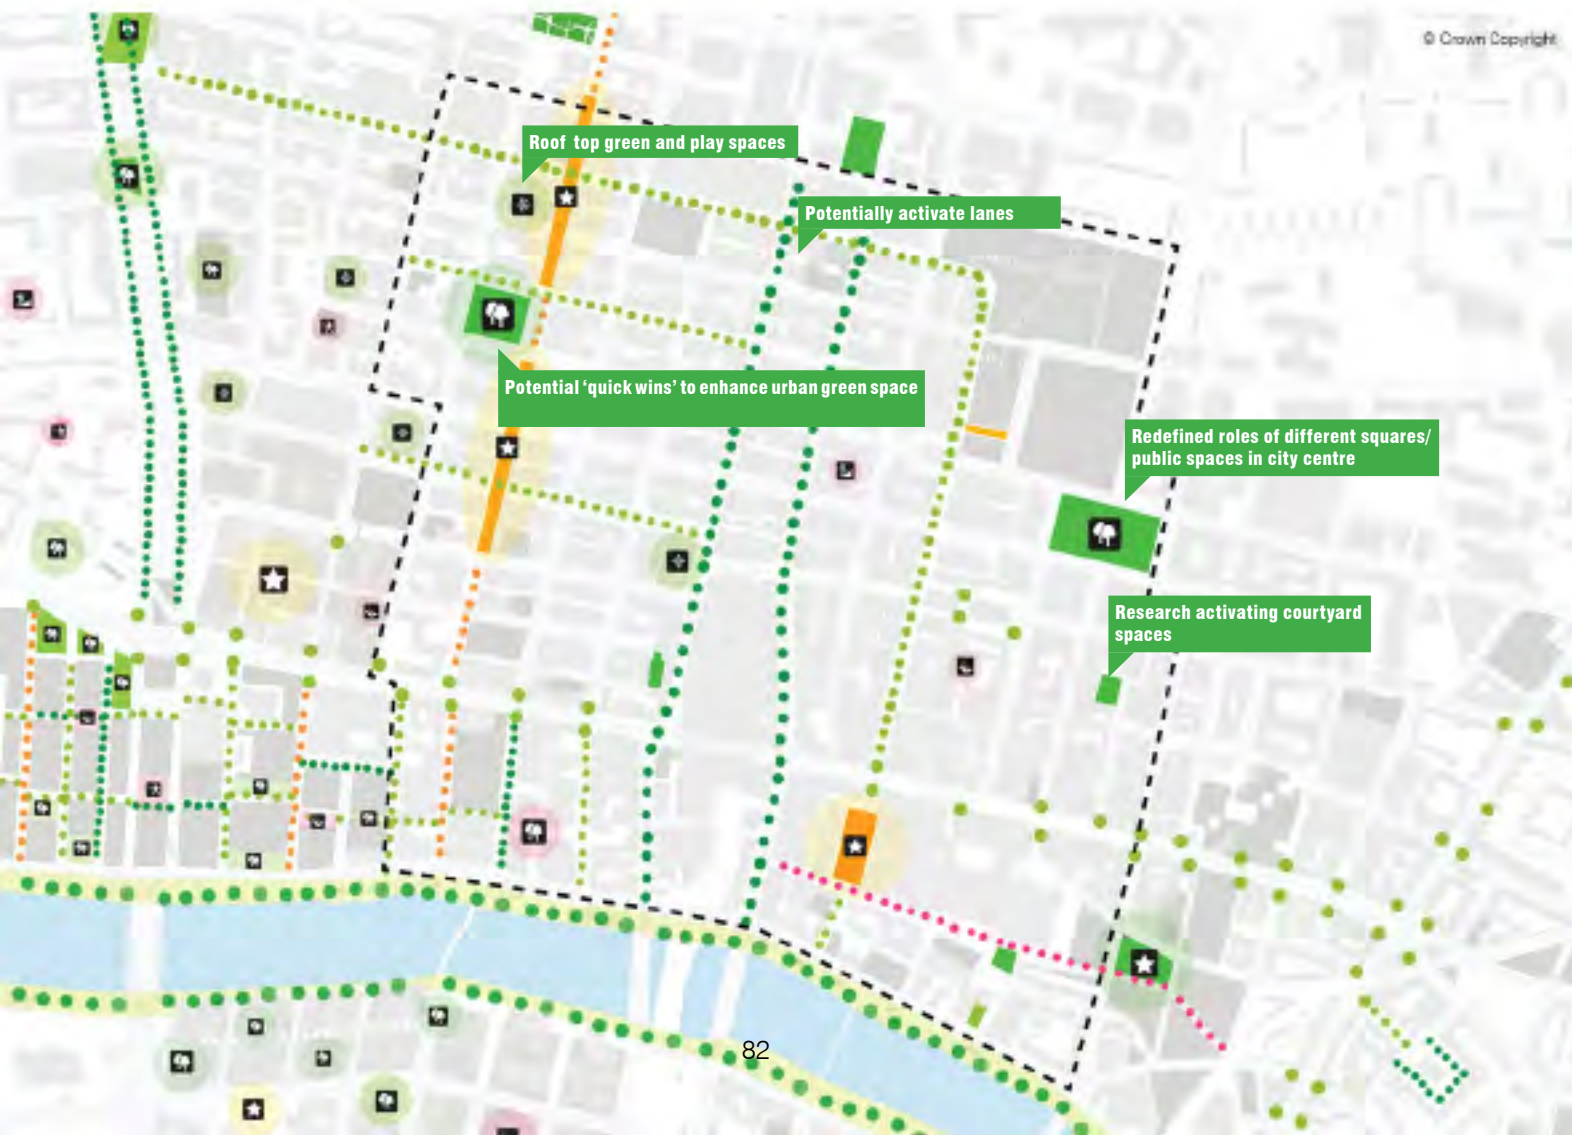 © Crown Copyright
Roof top green and play spaces
Potentially activate lanes
Potential ‘quick wins’ to enhance urban green space
Redefined roles of different squares/
public spaces in city centre
Research activating courtyard
spaces
82